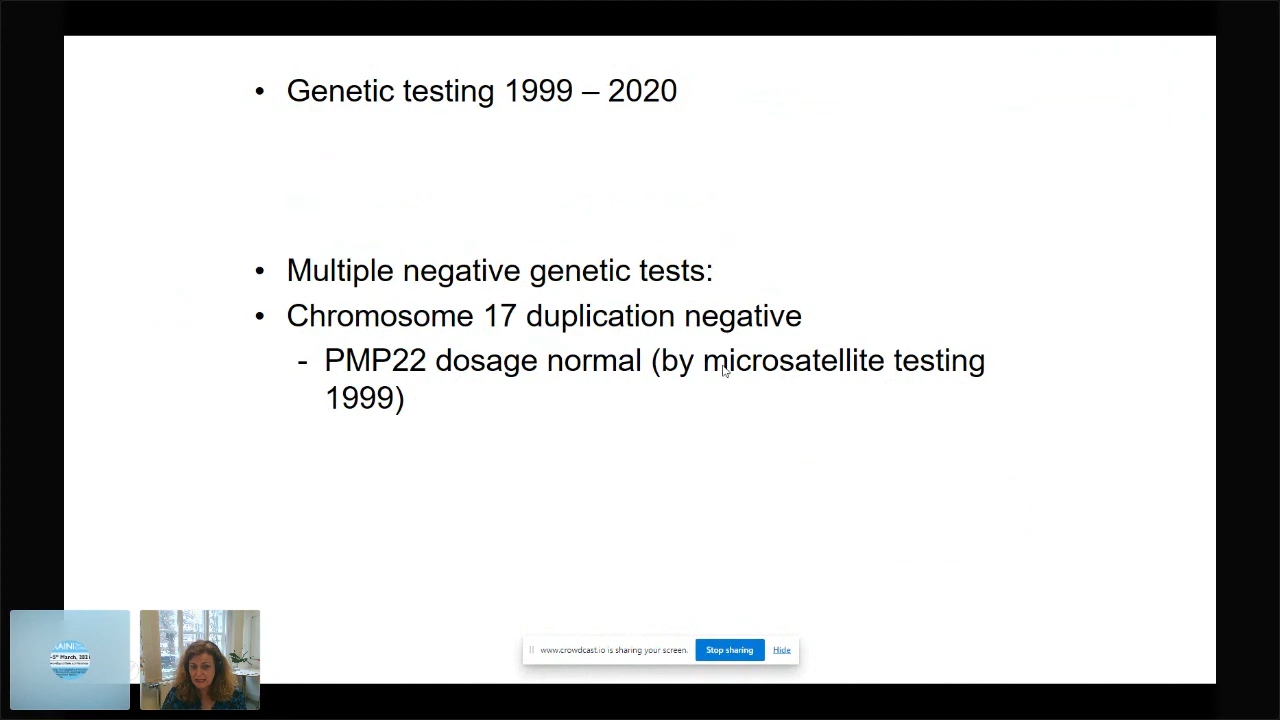 • Genetic testing 1999 – 2020
• Multiple negative genetic tests:
• Chromosome 17 duplication negative
- PMP22 dosage normal (by microsatellite testing
1999)
www.crowdcast.io is sharing your screen.
Stop sharing
Hide